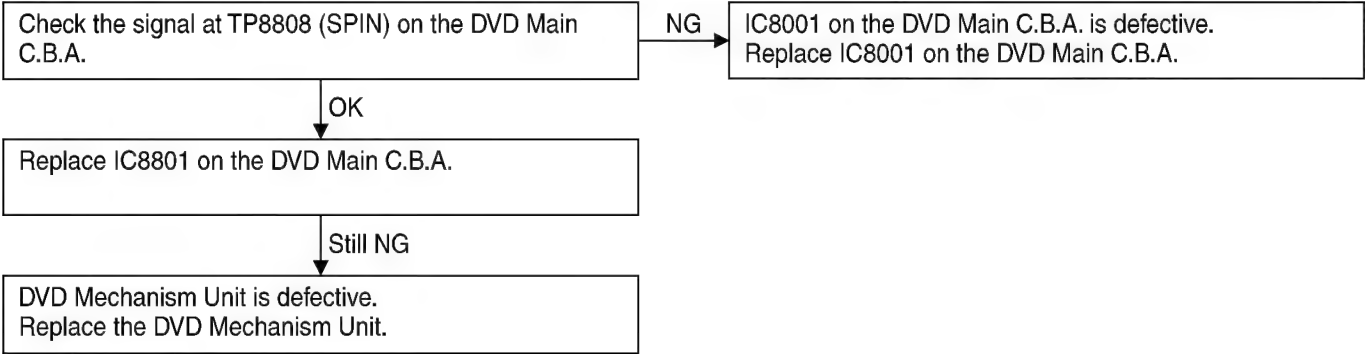 Check the signal at TP8808 (SPIN) on the DVD Main
C.B.A.
NG
IC8001 on the DVD Main C.B.A. is defective.
Replace IC8001 on the DVD Main C.B.A.
OK
Replace IC8801 on the DVD Main C.B.A.
Still NG
DVD Mechanism Unit is defective.
Replace the DVD Mechanism Unit.